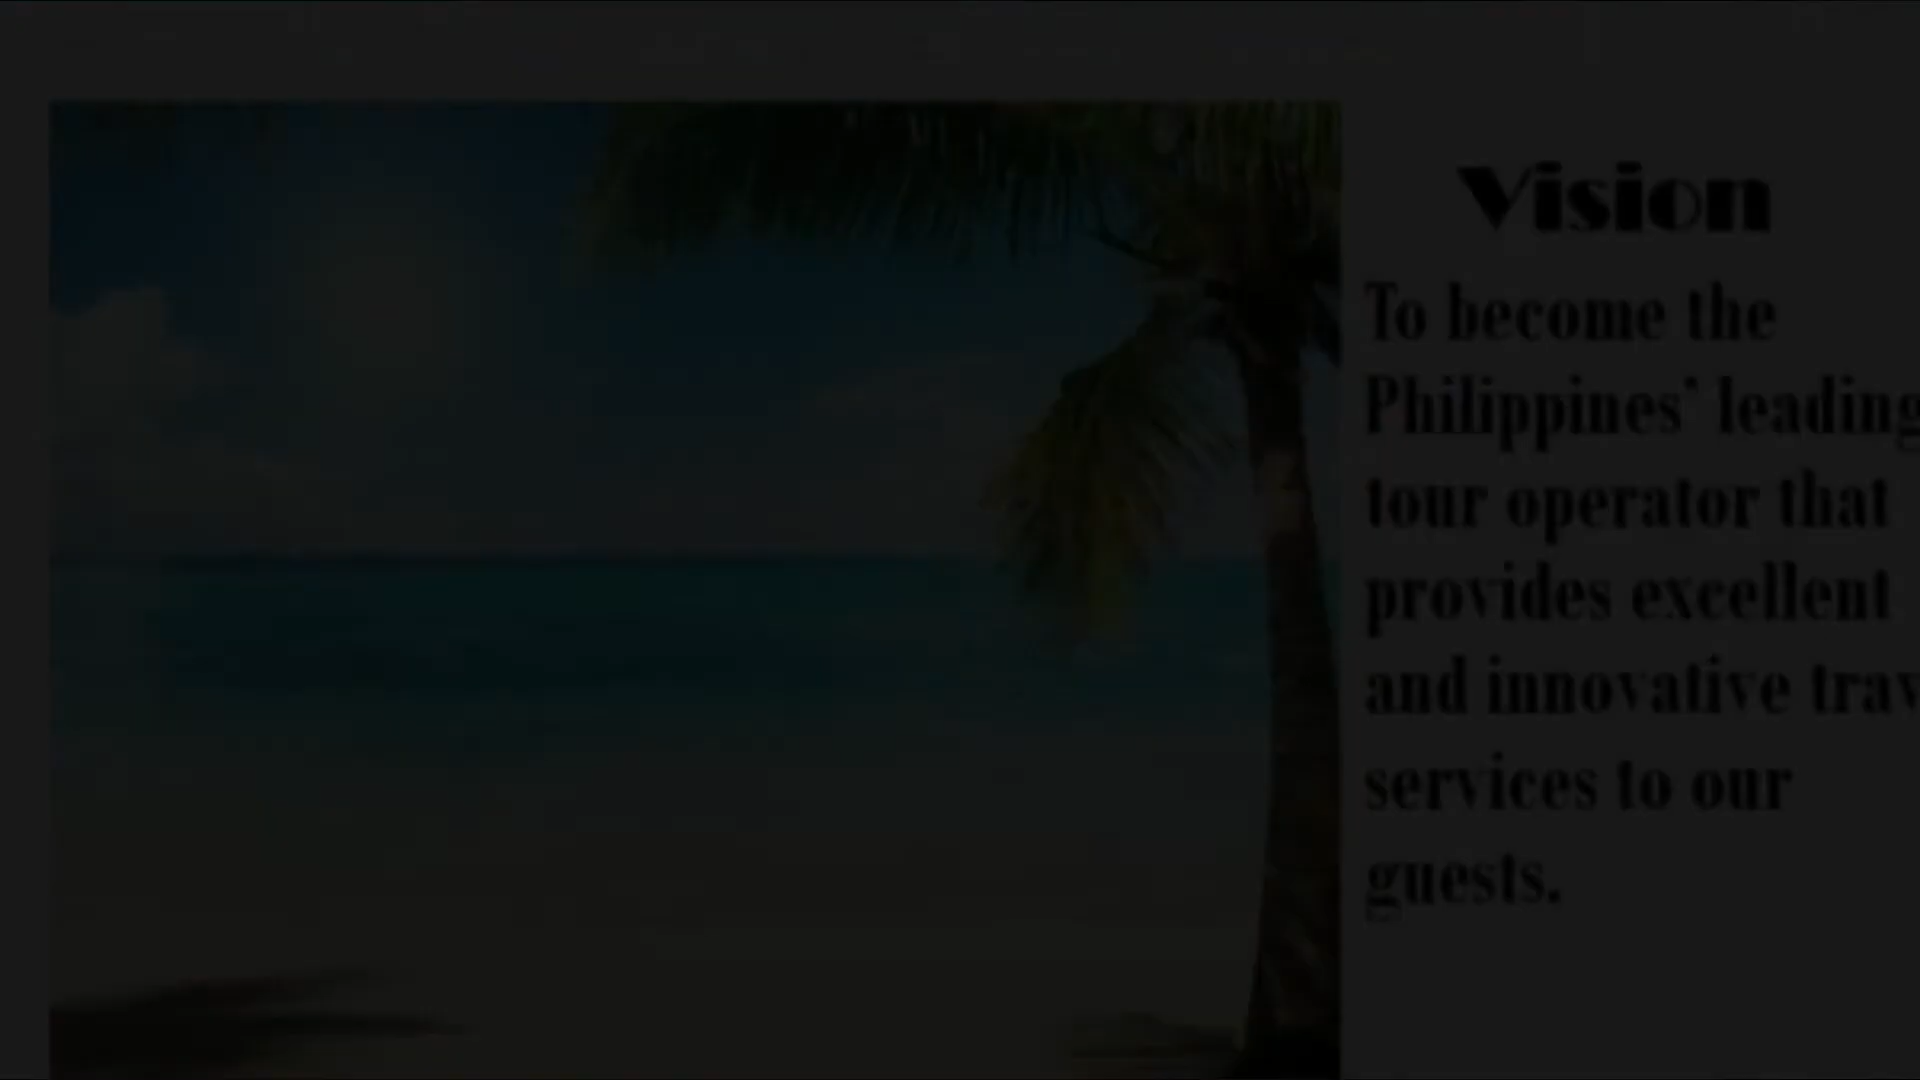 Vision
To become the
Philippines' leading
tour operator that
provides excellent
and innovative trav
services to our
guests.